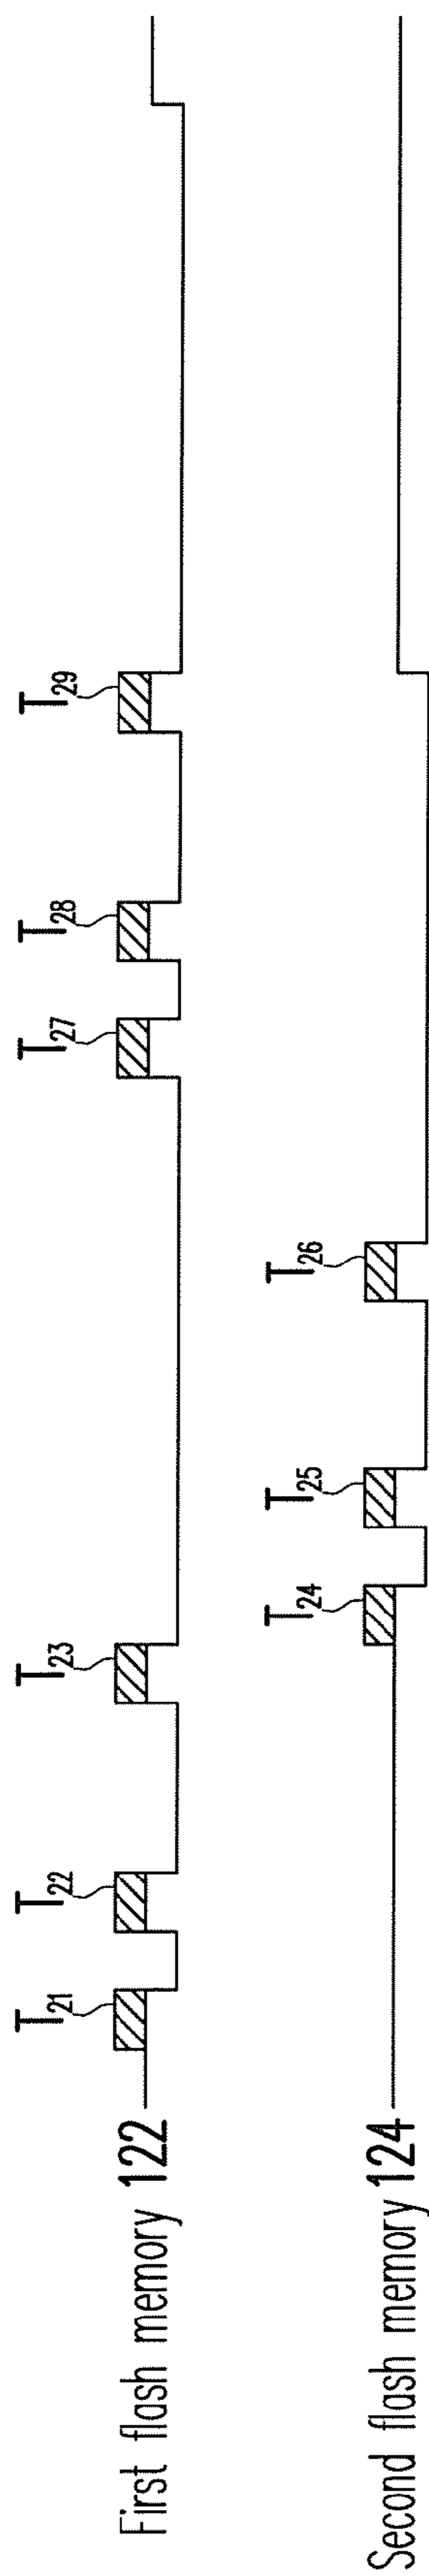 First flash memory 122
T21
T22
T23
T27
T28
T29
Second flash memory 124
T24
T25
T26